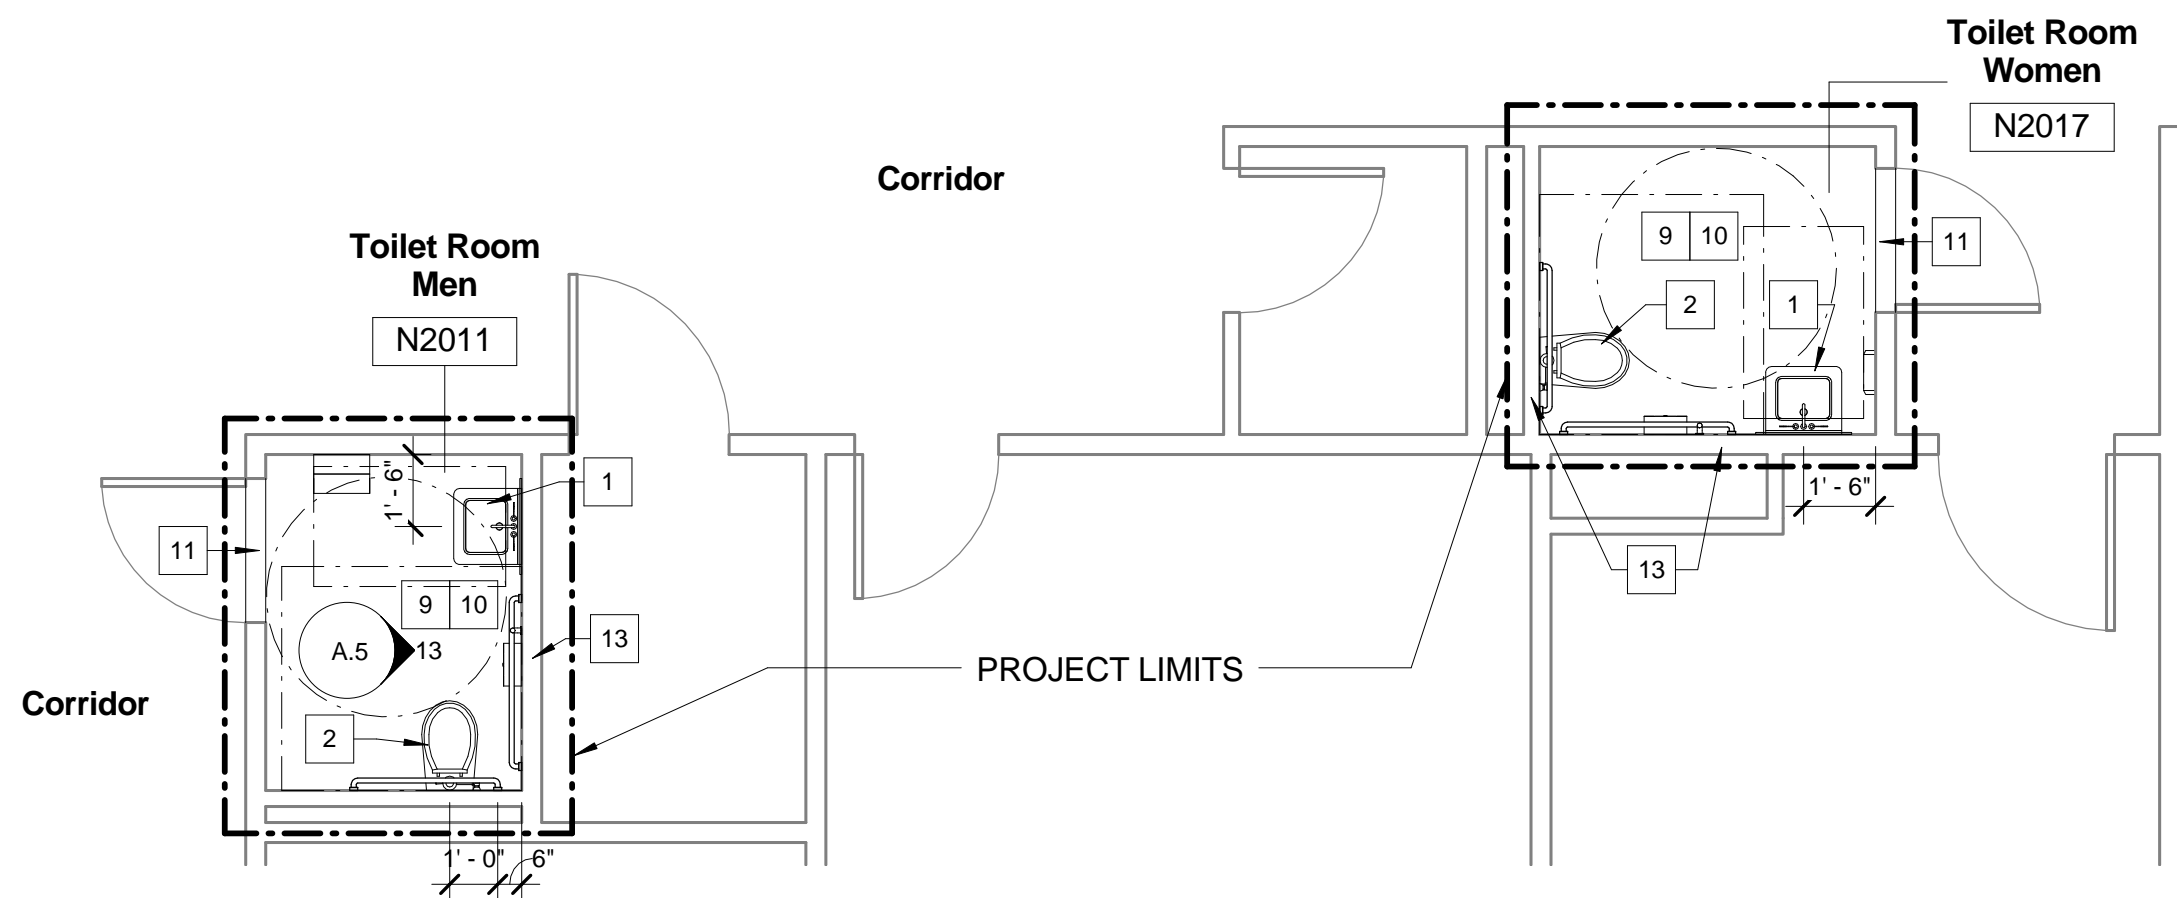 Toilet Room
Women
N2017
Corridor
9 10
11
2
1
1' - 6"
13
Toilet Room
Men
N2011
1' - 6"
1
11
9 10
A.5
13
13
2
1' - 0"
6"
Corridor
PROJECT LIMITS